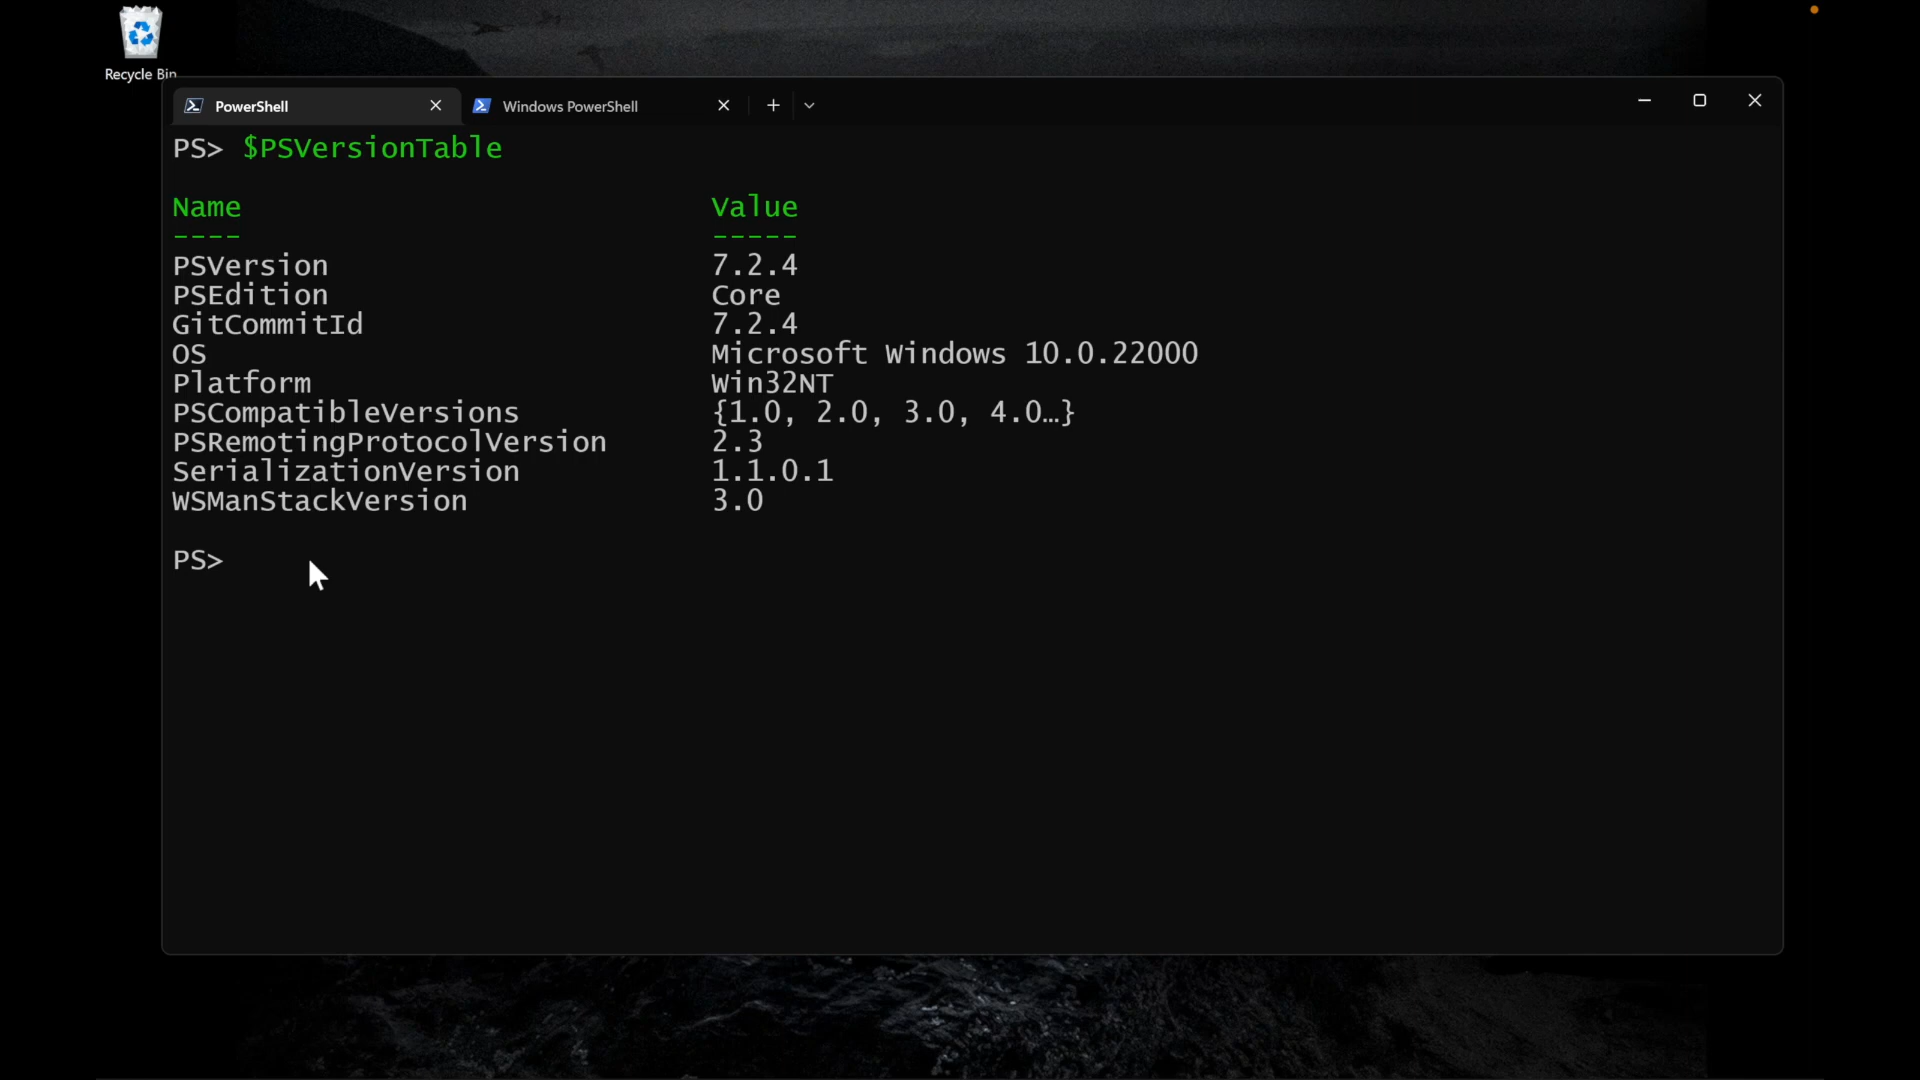 Recycle Bin
PowerShell
Windows PowerShell
PS> $PSVersionTable
Name Value
---- -----
PSVersion 7.2.4
PSEdition Core
GitCommitId 7.2.4
OS Microsoft Windows 10.0.22000
Platform Win32NT
PSCompatibleVersions {1.0, 2.0, 3.0, 4.0…}
PSRemotingProtocolVersion 2.3
SerializationVersion 1.1.0.1
WSManStackVersion 3.0
PS>